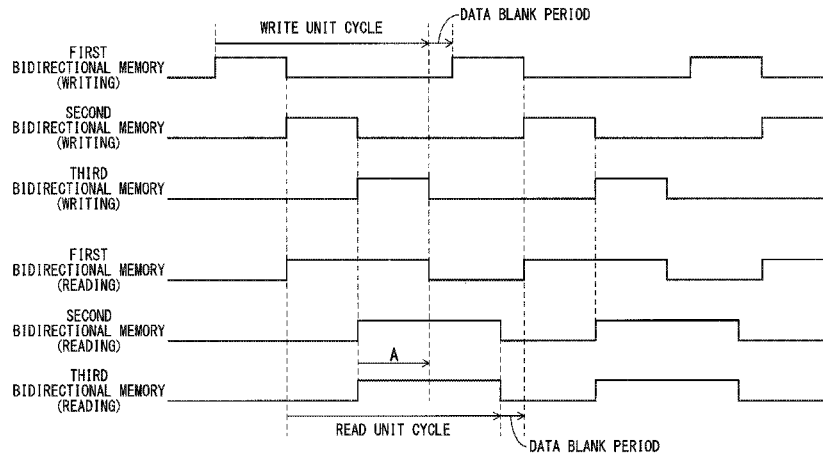 WRITE UNIT CYCLE
DATA BLANK PERIOD
FIRST
BIDIRECTIONAL MEMORY
(WRITING)
SECOND
BIDIRECTIONAL MEMORY
(WRITING)
THIRD
BIDIRECTIONAL MEMORY
(WRITING)
FIRST
BIDIRECTIONAL MEMORY
(READING)
SECOND
BIDIRECTIONAL MEMORY
(READING)
A
THIRD
BIDIRECTIONAL MEMORY
(READING)
READ UNIT CYCLE
DATA BLANK PERIOD